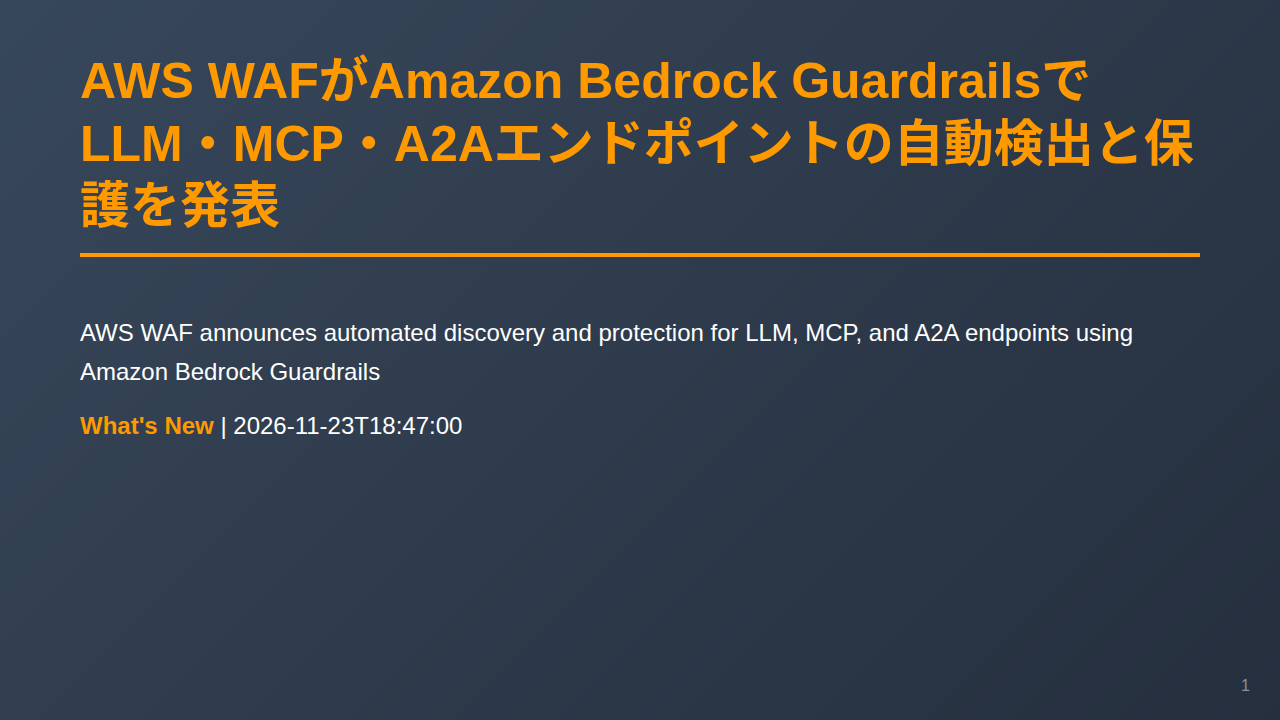 AWS WAFがAmazon Bedrock Guardrailsで
LLM・MCP・A2Aエンドポイントの自動検出と保
護を発表
AWS WAF announces automated discovery and protection for LLM, MCP, and A2A endpoints using
Amazon Bedrock Guardrails
What's New | 2026-11-23T18:47:00
1